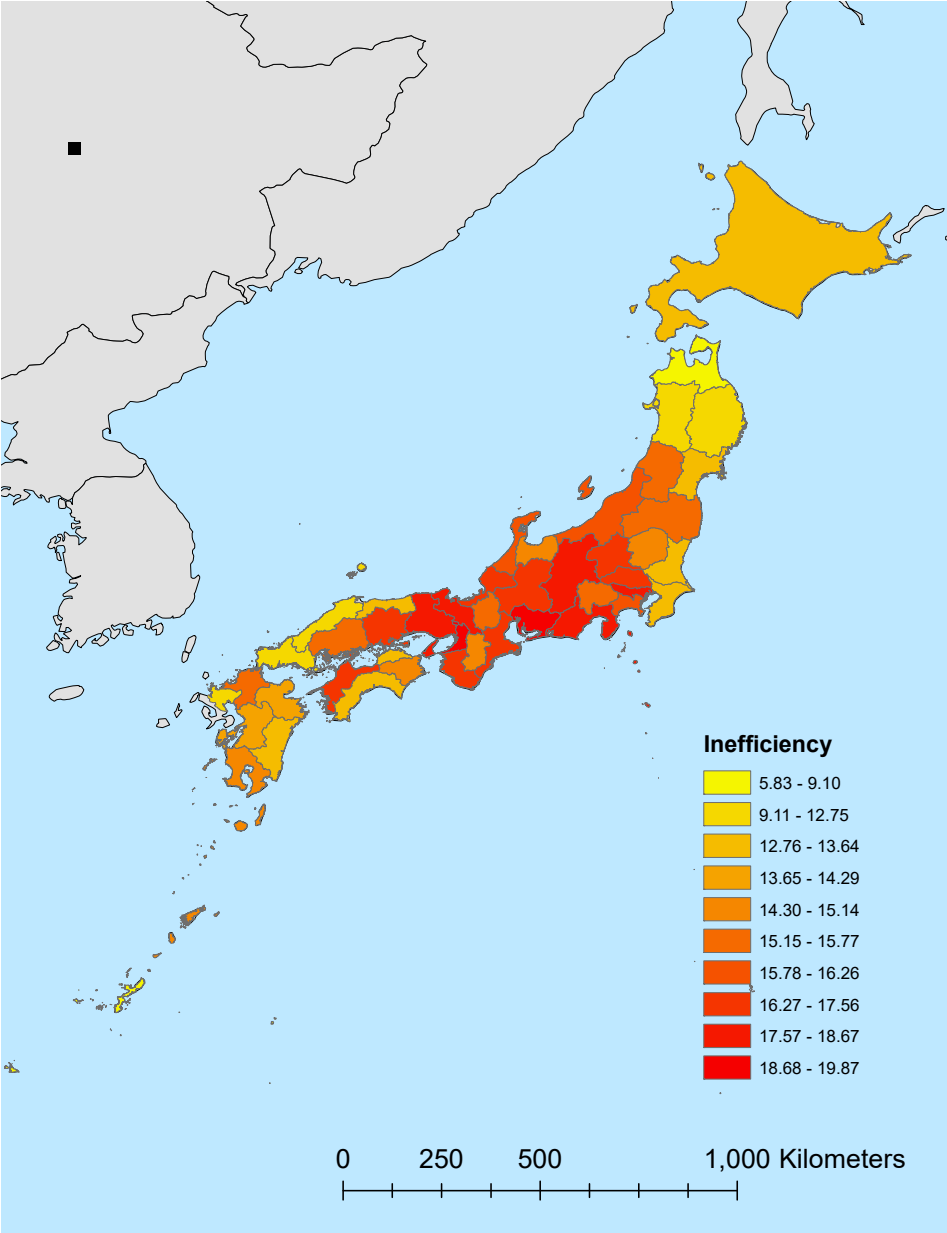 Inefficiency
5.83 - 9.10
9.11 - 12.75
12.76 - 13.64
13.65 - 14.29
14.30 - 15.14
15.15 - 15.77
15.78 - 16.26
16.27 - 17.56
17.57 - 18.67
18.68 - 19.87
0 250 500 1,000 Kilometers